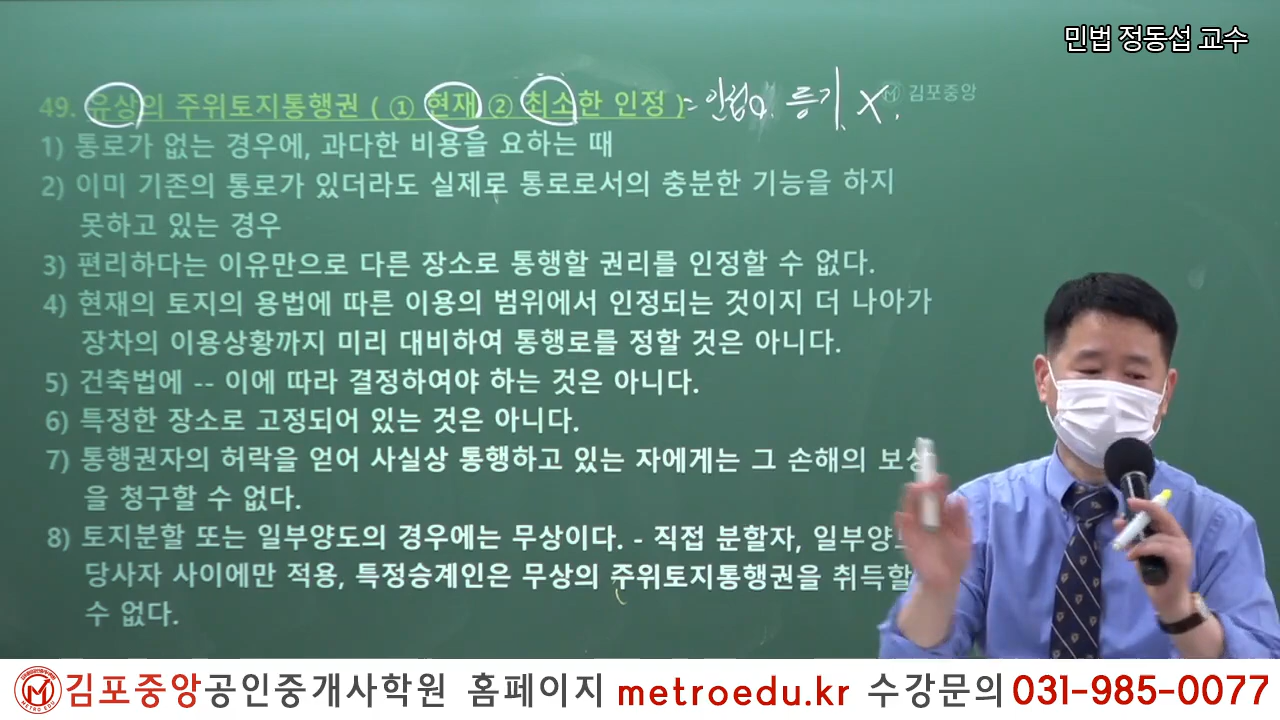 민법 정동섭 교수
49. 유상의 주위토지통행권 ( ① 현재 ② 최소한 인정 ) = 등기 X.
김포중앙
1) 통로가 없는 경우에, 과다한 비용을 요하는 때
2) 이미 기존의 통로가 있더라도 실제로 통로로서의 충분한 기능을 하지
못하고 있는 경우
3) 편리하다는 이유만으로 다른 장소로 통행할 권리를 인정할 수 없다.
4) 현재의 토지의 용법에 따른 이용의 범위에서 인정되는 것이지 더 나아가
장차의 이용상황까지 미리 대비하여 통행로를 정할 것은 아니다.
5) 건축법에 -- 이에 따라 결정하여야 하는 것은 아니다.
6) 특정한 장소로 고정되어 있는 것은 아니다.
7) 통행권자의 허락을 얻어 사실상 통행하고 있는 자에게는 그 손해의 보상
을 청구할 수 없다.
8) 토지분할 또는 일부양도의 경우에는 무상이다. - 직접 분할자, 일부양도
당사자 사이에만 적용, 특정승계인은 무상의 주위토지통행권을 취득할
수 없다.
METRO EDU
김포중앙공인중개사학원 홈페이지 metroedu.kr 수강문의 031-985-0077